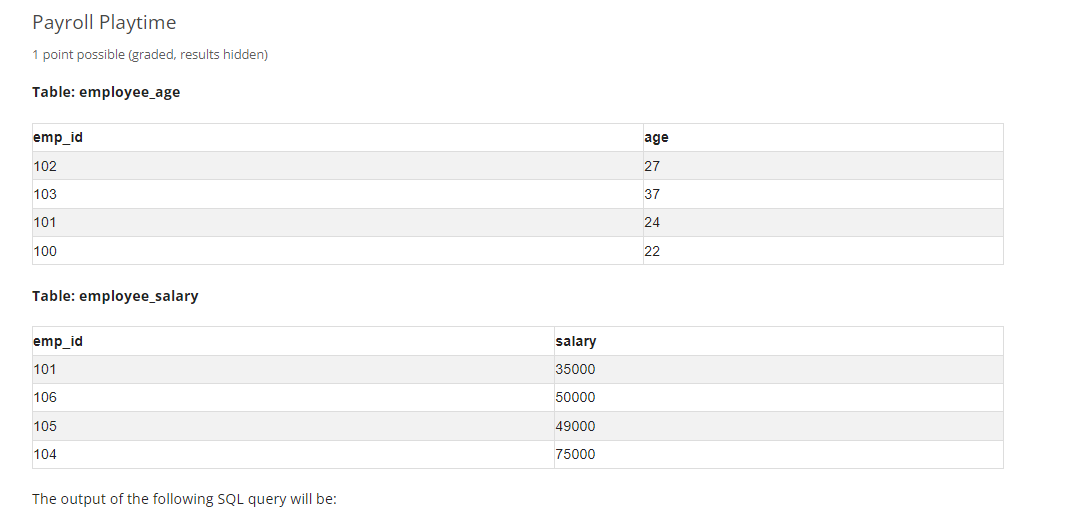 Payroll Playtime
1 point possible (graded, results hidden)
Table: employee_age
emp_id age
102 27
103 37
101 24
100 22
Table: employee_salary
emp_id salary
101 35000
106 50000
105 49000
104 75000
The output of the following SQL query will be: